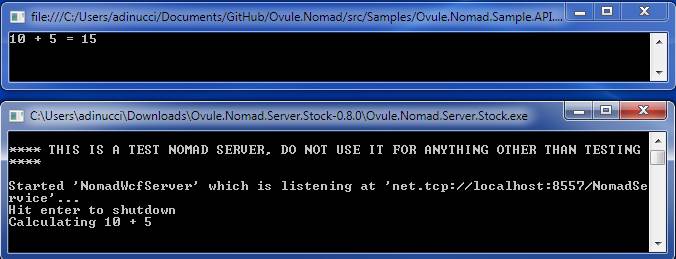 file:///C:/Users/adinucci/Documents/GitHub/Ovule.Nomad/src/Samples/Ovule.Nomad.Sample.API....
10 + 5 = 15
C:\Users\adinucci\Downloads\Ovule.Nomad.Server.Stock-0.8.0\Ovule.Nomad.Server.Stock.exe
**** THIS IS A TEST NOMAD SERVER, DO NOT USE IT FOR ANYTHING OTHER THAN TESTING
****
Started 'NomadWcfServer' which is listening at 'net.tcp://localhost:8557/NomadSe
rvice'...
Hit enter to shutdown
Calculating 10 + 5